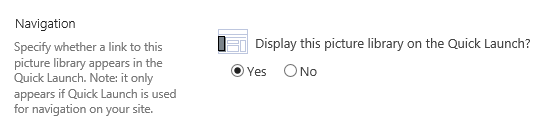 Navigation
Specify whether a link to this
picture library appears in the
Quick Launch. Note: it only
appears if Quick Launch is used
for navigation on your site.
Display this picture library on the Quick Launch?
Yes No